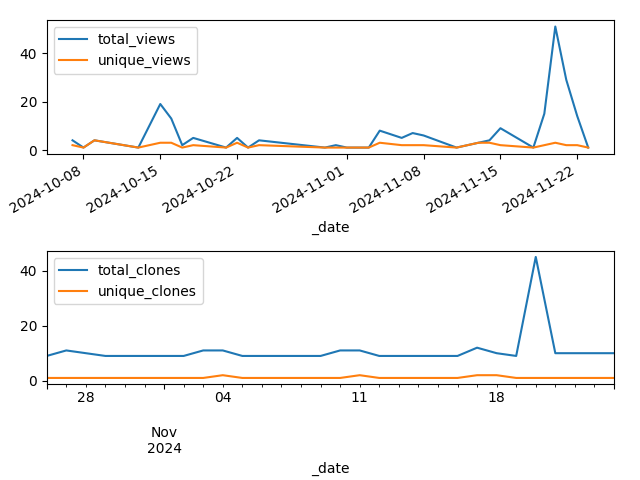 total_views
unique_views
40
20
0
2024-10-08
2024-10-15
2024-10-22
2024-11-01
2024-11-08
2024-11-15
2024-11-22
_date
total_clones
unique_clones
40
20
0
28
04
11
18
Nov
2024
_date